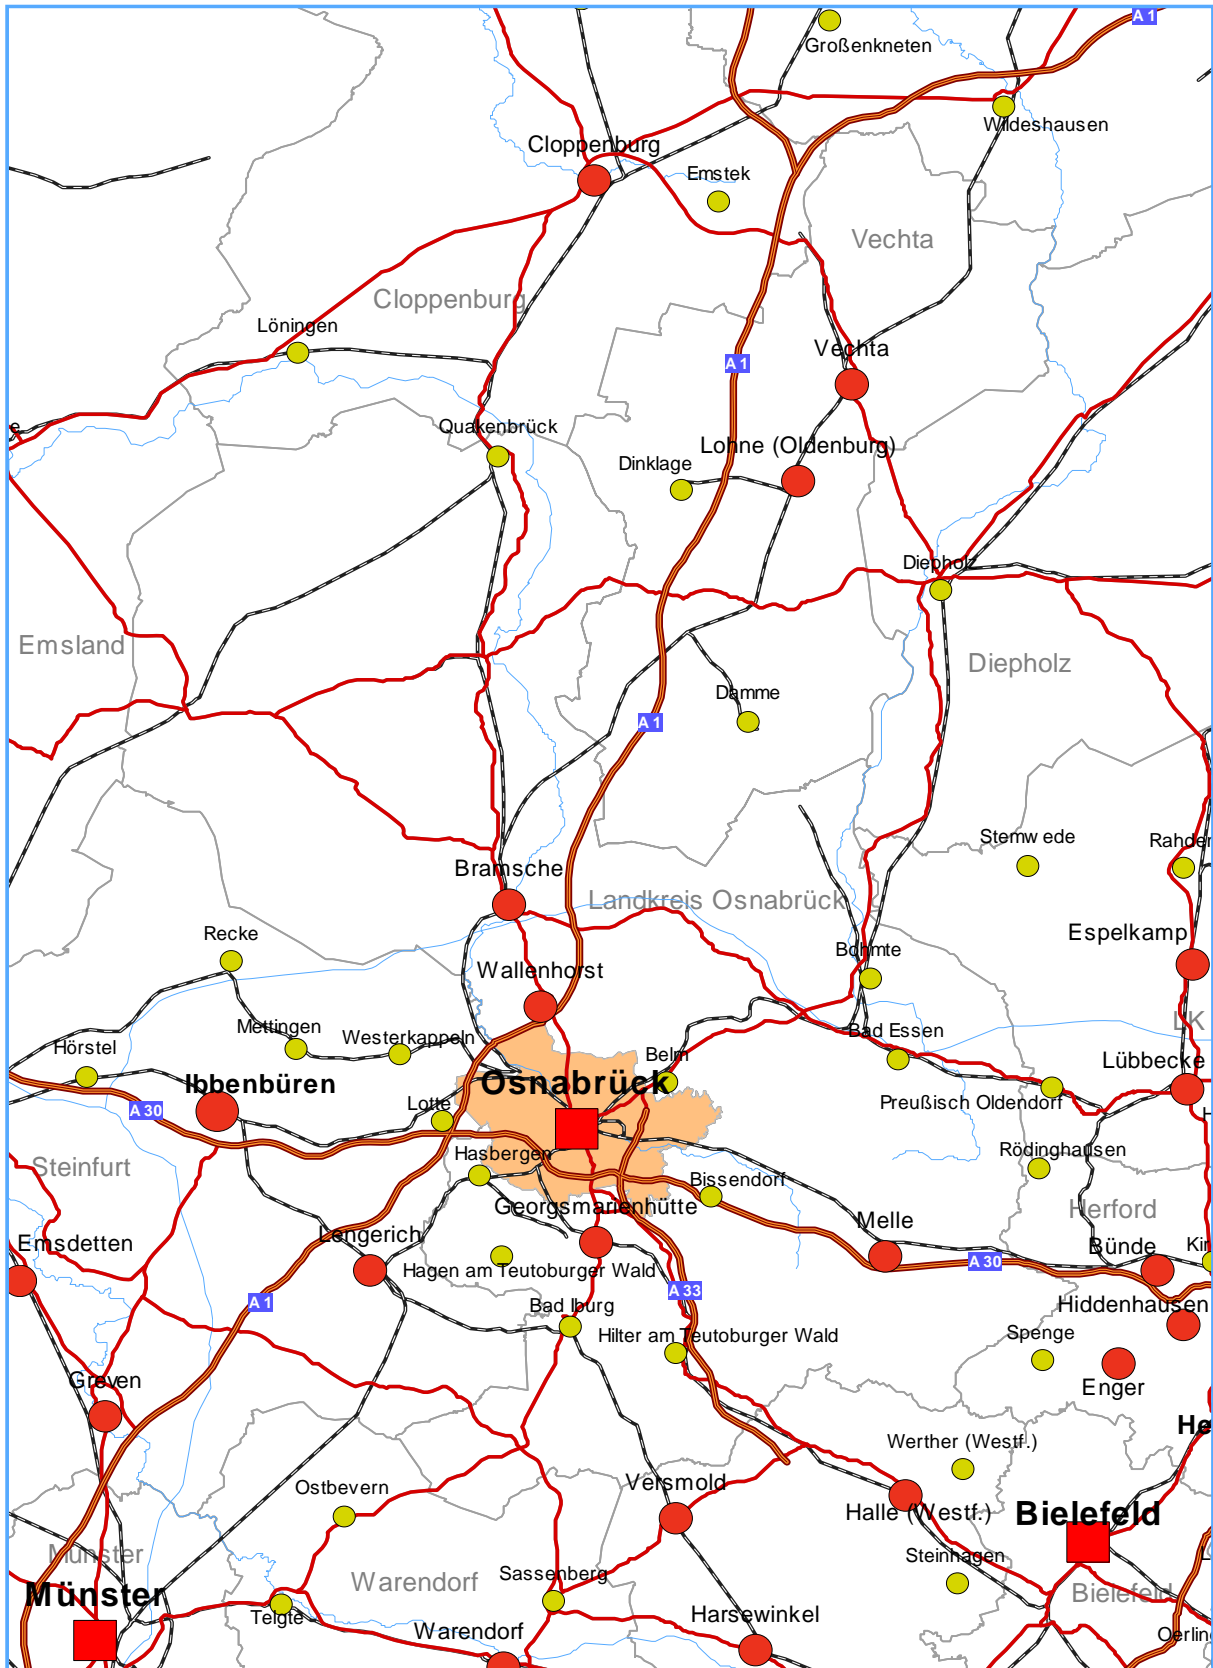 A 1
Großenkneten
Wildeshausen
Cloppenburg
Emstek
Vechta
Cloppenburg
Löningen
Vechta
A 1
e
Quakenbrück
Lohne (Oldenburg)
Dinklage
Diepholz
Emsland
Diepholz
Damme
A 1
Stemwede
Rahden
Bramsche
Landkreis Osnabrück
Recke
Espelkamp
Bohmte
Wallenhorst
LK
Mettingen
Westerkappeln
Bad Essen
Hörstel
Belm
Lübbecke
Ibbenbüren
Osnabrück
Preußisch Oldendorf
A 30
Lotte
H
Hasbergen
Rödinghausen
Steinfurt
Bissendorf
Georgsmarienhütte
Herford
Melle
Emsdetten
Lengerich
Bünde
Kir
A 30
Hagen am Teutoburger Wald
A 33
A 1
Bad Iburg
Hiddenhausen
Hilter am Teutoburger Wald
Spenge
Greven
Enger
He
Werther (Westf.)
Versmold
Ostbevern
Halle (Westf.)
Bielefeld
Münster
Steinhagen
L
Sassenberg
Warendorf
Bielefeld
Münster
Telgte
Harsewinkel
Warendorf
Oerling